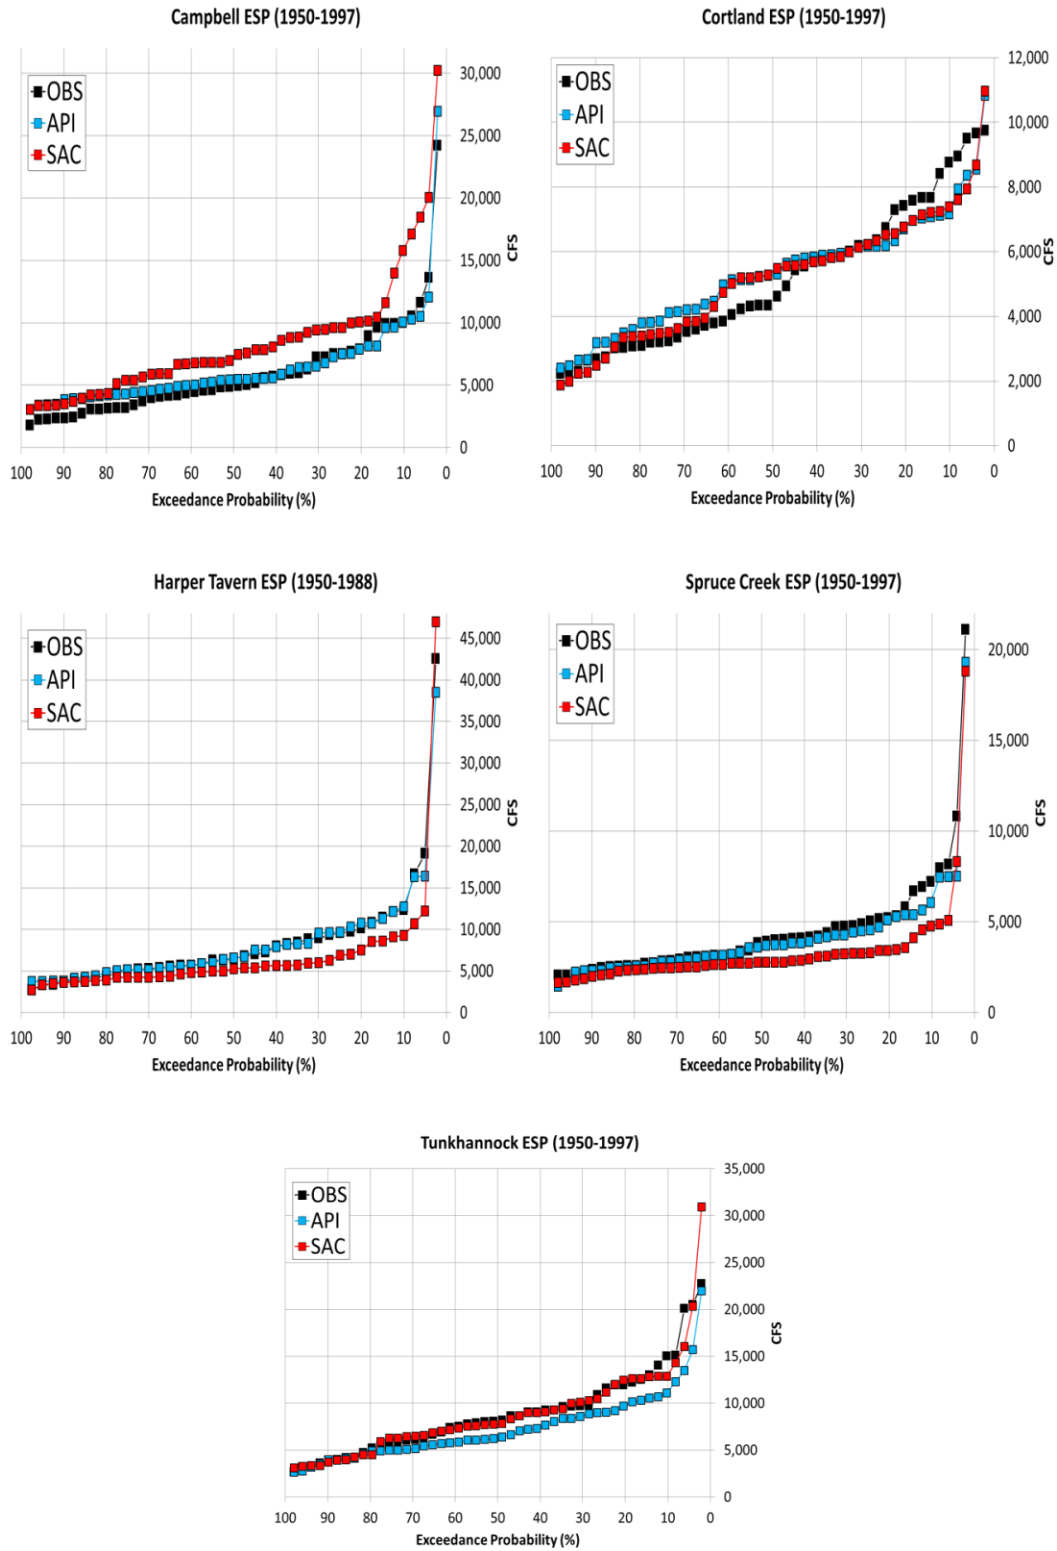 Campbell ESP (1950-1997)
OBS
API
SAC
30,000
25,000
20,000
15,000
10,000
5,000
0
CFS
100 90 80 70 60 50 40 30 20 10 0
Exceedance Probability (%)
Cortland ESP (1950-1997)
OBS
API
SAC
12,000
10,000
8,000
6,000
4,000
2,000
0
CFS
100 90 80 70 60 50 40 30 20 10 0
Exceedance Probability (%)
Harper Tavern ESP (1950-1988)
OBS
API
SAC
45,000
40,000
35,000
30,000
25,000
20,000
15,000
10,000
5,000
0
CFS
100 90 80 70 60 50 40 30 20 10 0
Exceedance Probability (%)
Spruce Creek ESP (1950-1997)
OBS
API
SAC
20,000
15,000
10,000
5,000
0
CFS
100 90 80 70 60 50 40 30 20 10 0
Exceedance Probability (%)
Tunkhannock ESP (1950-1997)
OBS
API
SAC
35,000
30,000
25,000
20,000
15,000
10,000
5,000
0
CFS
100 90 80 70 60 50 40 30 20 10 0
Exceedance Probability (%)